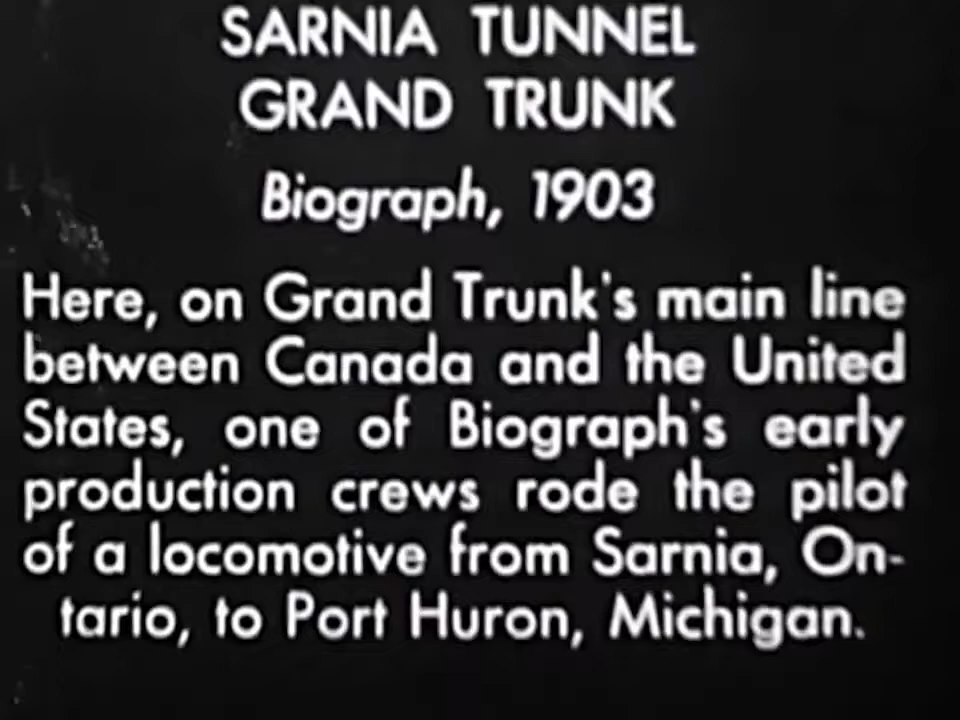 SARNIA TUNNEL
GRAND TRUNK
Biograph, 1903
Here, on Grand Trunk's main line
between Canada and the United
States, one of Biograph's early
production crews rode the pilot
of a locomotive from Sarnia, On-
tario, to Port Huron, Michigan.